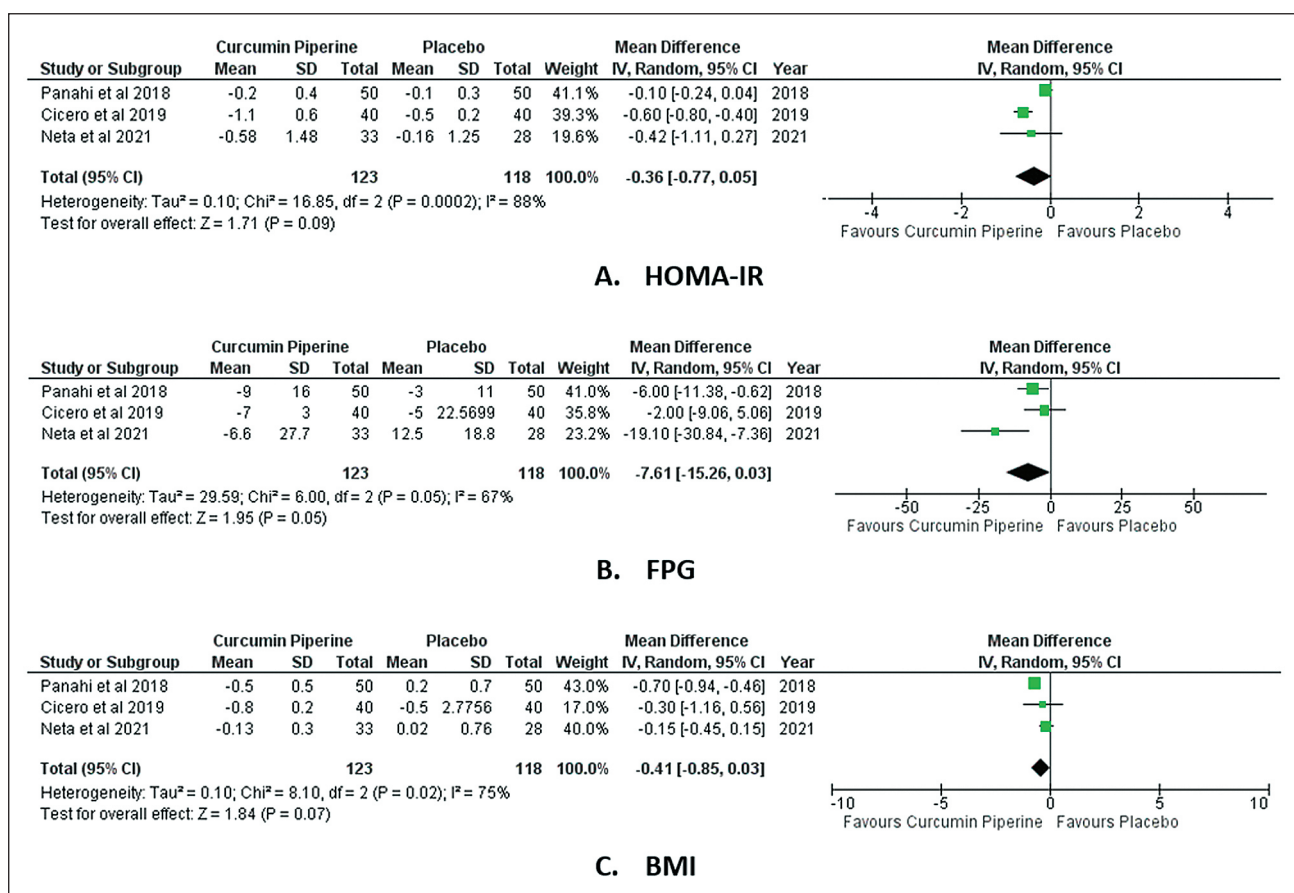 Curcumin Piperine Placebo Mean Difference Mean Difference
Study or Subgroup Mean SD Total Mean SD Total Weight IV, Random, 95% CI Year IV, Random, 95% CI
Panahi et al 2018 -0.2 0.4 50 -0.1 0.3 50 41.1% -0.10 [-0.24, 0.04] 2018
Cicero et al 2019 -1.1 0.6 40 -0.5 0.2 40 39.3% -0.60 [-0.80, -0.40] 2019
Neta et al 2021 -0.58 1.48 33 -0.16 1.25 28 19.6% -0.42 [-1.11, 0.27] 2021
Total (95% CI) 123 118 100.0% -0.36 [-0.77, 0.05]
Heterogeneity: Tau² = 0.10; Chi² = 16.85, df = 2 (P = 0.0002); I² = 88%
Test for overall effect: Z = 1.71 (P = 0.09)
-4 -2 0 2 4
Favours Curcumin Piperine Favours Placebo
A. HOMA-IR
Curcumin Piperine Placebo Mean Difference Mean Difference
Study or Subgroup Mean SD Total Mean SD Total Weight IV, Random, 95% CI Year IV, Random, 95% CI
Panahi et al 2018 -9 16 50 -3 11 50 41.0% -6.00 [-11.38, -0.62] 2018
Cicero et al 2019 -7 3 40 -5 22.5699 40 35.8% -2.00 [-9.06, 5.06] 2019
Neta et al 2021 -6.6 27.7 33 12.5 18.8 28 23.2% -19.10 [-30.84, -7.36] 2021
Total (95% CI) 123 118 100.0% -7.61 [-15.26, 0.03]
Heterogeneity: Tau² = 29.59; Chi² = 6.00, df = 2 (P = 0.05); I² = 67%
Test for overall effect: Z = 1.95 (P = 0.05)
-50 -25 0 25 50
Favours Curcumin Piperine Favours Placebo
B. FPG
Curcumin Piperine Placebo Mean Difference Mean Difference
Study or Subgroup Mean SD Total Mean SD Total Weight IV, Random, 95% CI Year IV, Random, 95% CI
Panahi et al 2018 -0.5 0.5 50 0.2 0.7 50 43.0% -0.70 [-0.94, -0.46] 2018
Cicero et al 2019 -0.8 0.2 40 -0.5 2.7756 40 17.0% -0.30 [-1.16, 0.56] 2019
Neta et al 2021 -0.13 0.3 33 0.02 0.76 28 40.0% -0.15 [-0.45, 0.15] 2021
Total (95% CI) 123 118 100.0% -0.41 [-0.85, 0.03]
Heterogeneity: Tau² = 0.10; Chi² = 8.10, df = 2 (P = 0.02); I² = 75%
Test for overall effect: Z = 1.84 (P = 0.07)
-10 -5 0 5 10
Favours Curcumin Piperine Favours Placebo
C. BMI